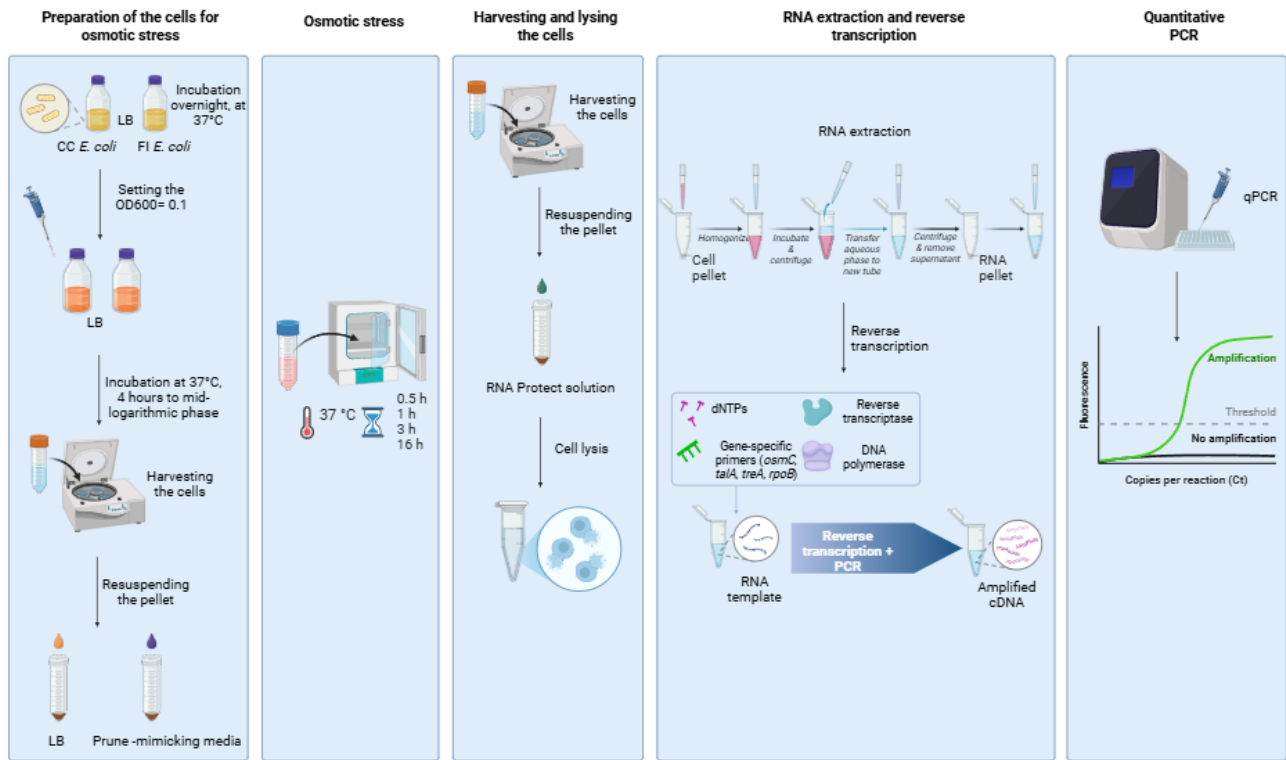 Preparation of the cells for
osmotic stress
Osmotic stress
Harvesting and lysing
the cells
RNA extraction and reverse
transcription
Quantitative
PCR
Incubation
overnight, at
37°C
LB
CC E. coli
FI E. coli
Setting the
OD600= 0.1
LB
Incubation at 37°C,
4 hours to mid-
logarithmic phase
Harvesting
the cells
Resuspending
the pellet
LB
Prune -mimicking media
37 °C
0.5 h
1 h
3 h
16 h
Harvesting
the cells
Resuspending
the pellet
RNA Protect solution
Cell lysis
RNA extraction
Homogenize
Incubate
&
centrifuge
Transfer
aqueous
phase to
new tube
Centrifuge
& remove
supernatant
Cell
pellet
RNA
pellet
Reverse
transcription
dNTPs
Reverse
transcriptase
Gene-specific
primers (osmC,
talA, treA, rpoB)
DNA
polymerase
Reverse
transcription +
PCR
RNA
template
Amplified
cDNA
qPCR
Amplification
Threshold
No amplification
Fluorescence
Copies per reaction (Ct)